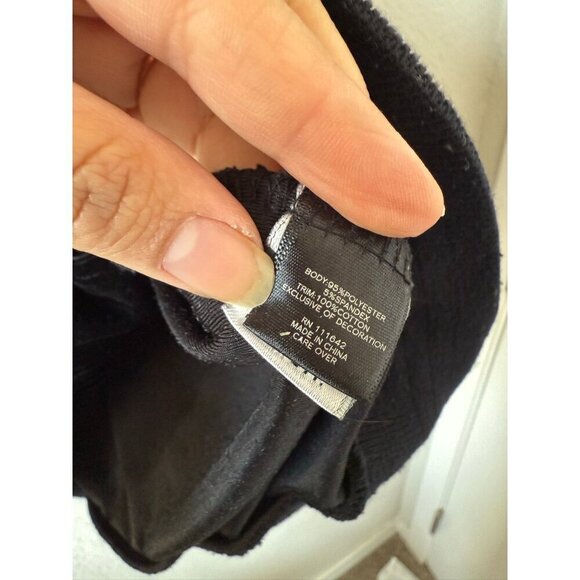 BODY:95%POLYESTER
5%SPANDEX
TRIM:100%COTTON
EXCLUSIVE OF DECORATION
RN 111642
MADE IN CHINA
CARE OVER